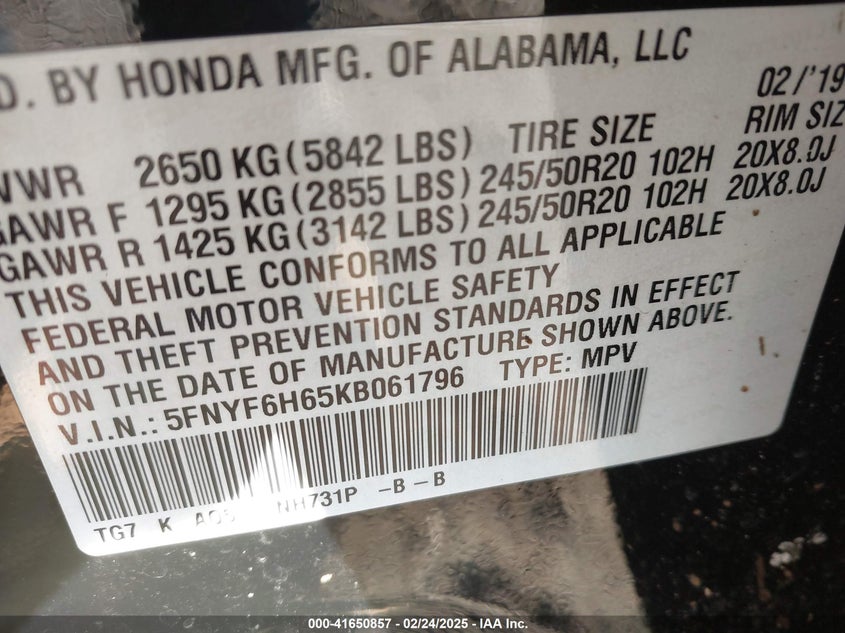 D. BY HONDA MFG. OF ALABAMA, LLC
02/'19
VWR 2650 KG (5842 LBS) TIRE SIZE RIM SIZ
GAWR F 1295 KG (2855 LBS) 245/50R20 102H 20X8.0J
GAWR R 1425 KG (3142 LBS) 245/50R20 102H 20X8.0J
THIS VEHICLE CONFORMS TO ALL APPLICABLE
FEDERAL MOTOR VEHICLE SAFETY
AND THEFT PREVENTION STANDARDS IN EFFECT
ON THE DATE OF MANUFACTURE SHOWN ABOVE.
V.I.N.: 5FNYF6H65KB061796 TYPE: MPV
TG7 K NH731P -B-B
000-41650857 - 02/24/2025 - IAA Inc.